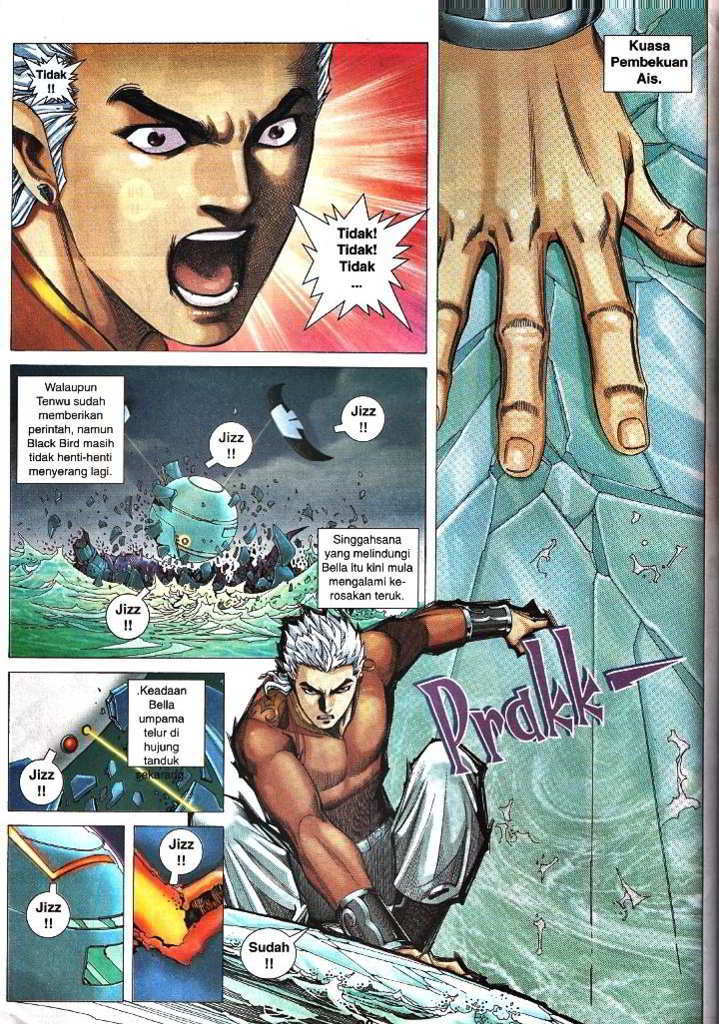 Tidak
!!
Tidak!
Tidak!
Tidak
...
Kuasa
Pembekuan
Ais.
Walaupun
Tenwu sudah
memberikan
perintah, namun
Black Bird masih
tidak henti-henti
menyerang lagi.
Jizz
!!
Jizz
!!
Jizz
!!
Singgahsana
yang melindungi
Bella itu kini mula
mengalami ke-
rosakan teruk.
Prakk
.Keadaan
Bella
umpama
telur di
hujung
tanduk
sekarang
Jizz
!!
Jizz
!!
Jizz
!!
Sudah
!!